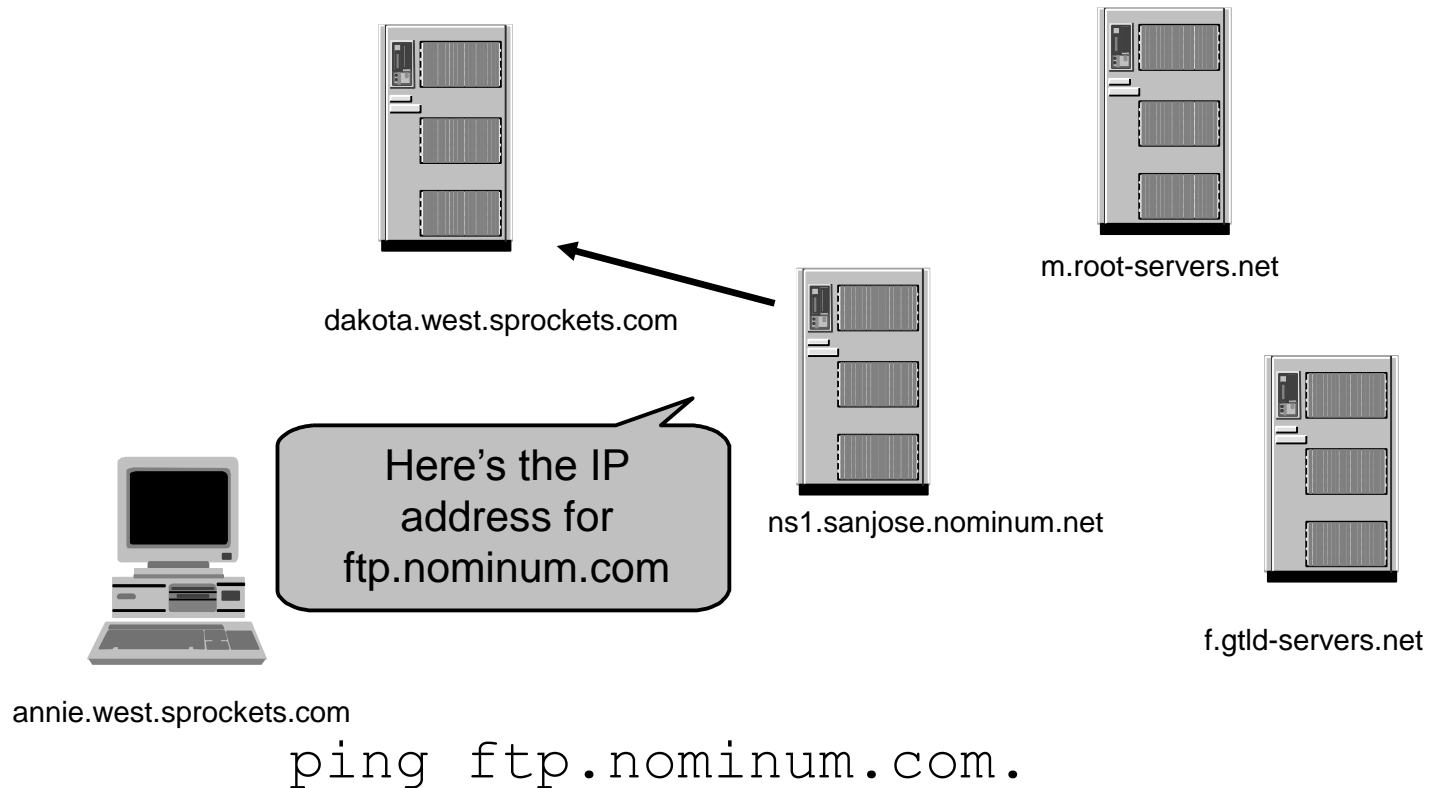 m.root-servers.net
dakota.west.sprockets.com
Here’s the IP
address for
ftp.nominum.com
ns1.sanjose.nominum.net
f.gtld-servers.net
annie.west.sprockets.com
ping ftp.nominum.com.